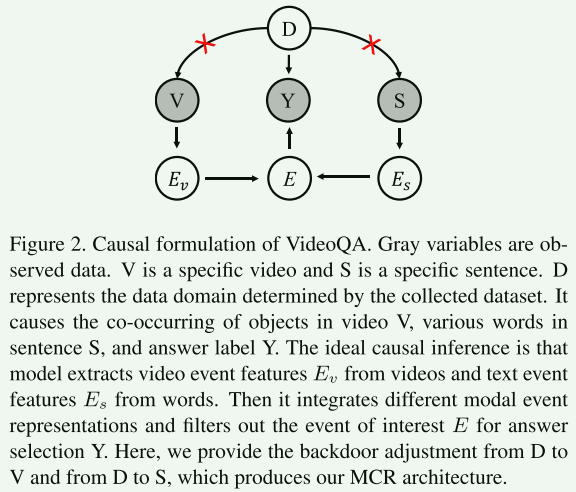 D
V
Y
S
E_v
E
E_s
Figure 2. Causal formulation of VideoQA. Gray variables are ob-
served data. V is a specific video and S is a specific sentence. D
represents the data domain determined by the collected dataset. It
causes the co-occurring of objects in video V, various words in
sentence S, and answer label Y. The ideal causal inference is that
model extracts video event features E_v from videos and text event
features E_s from words. Then it integrates different modal event
representations and filters out the event of interest E for answer
selection Y. Here, we provide the backdoor adjustment from D to
V and from D to S, which produces our MCR architecture.